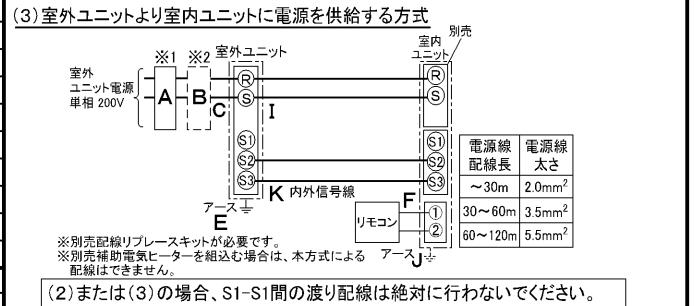 (3)室外ユニットより室内ユニットに電源を供給する方式
別売
※1 ※2 室外ユニット
室内
ユニット
室外
ユニット電源
単相 200V
A B C
R
S
I
R
S
S1
S2
S3
S1
S2
S3
K 内外信号線
F
アース
E
リモコン
1
2
アース J
電源線
配線長
電源線
太さ
~30m 2.0mm²
30~60m 3.5mm²
60~120m 5.5mm²
※別売配線リプレースキットが必要です。
※別売補助電気ヒーターを組込む場合は、本方式による
配線はできません。
(2)または(3)の場合、S1-S1間の渡り配線は絶対に行わないでください。